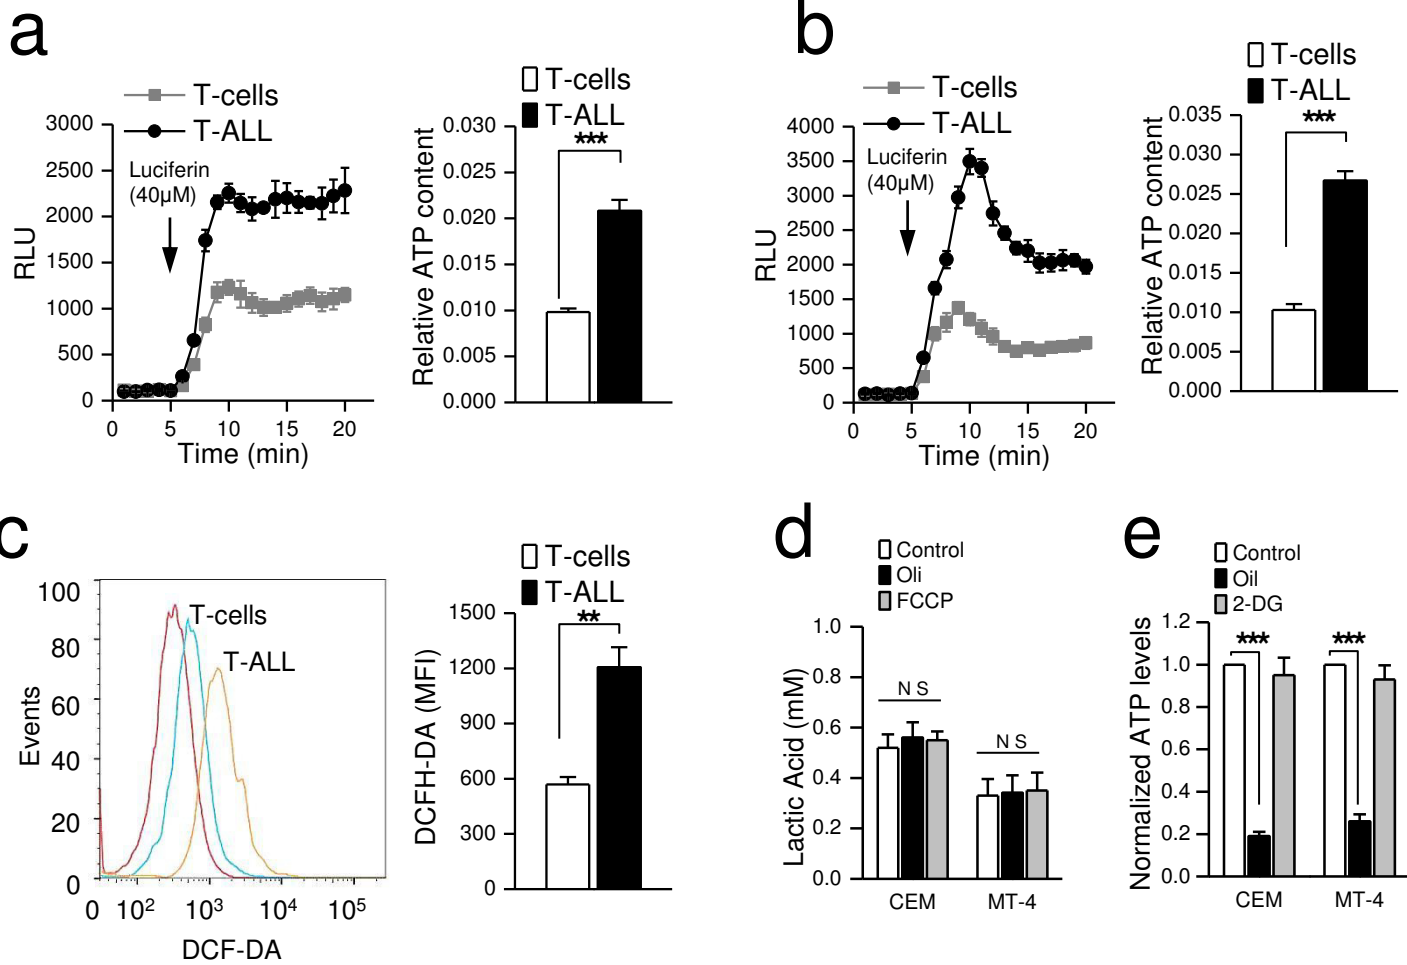 a
T-cells
T-ALL
Luciferin
(40µM)
3000
2500
2000
1500
1000
500
0
RLU
0 5 10 15 20
Time (min)
T-cells
T-ALL
***
0.030
0.025
0.020
0.015
0.010
0.005
0.000
Relative ATP content
b
T-cells
T-ALL
Luciferin
(40µM)
4000
3500
3000
2500
2000
1500
1000
500
0
RLU
0 5 10 15 20
Time (min)
T-cells
T-ALL
***
0.035
0.030
0.025
0.020
0.015
0.010
0.005
0.000
Relative ATP content
c
100
80
60
40
20
0
Events
T-cells
T-ALL
0 10² 10³ 10⁴ 10⁵
DCF-DA
T-cells
T-ALL
**
1500
1200
900
600
300
0
DCFH-DA (MFI)
d
Control
Oli
FCCP
1.0
0.8
0.6
0.4
0.2
0.0
Lactic Acid (mM)
N S
N S
CEM MT-4
e
Control
Oil
2-DG
1.2
1.0
0.8
0.6
0.4
0.2
0.0
Normalized ATP levels
*** ***
CEM MT-4